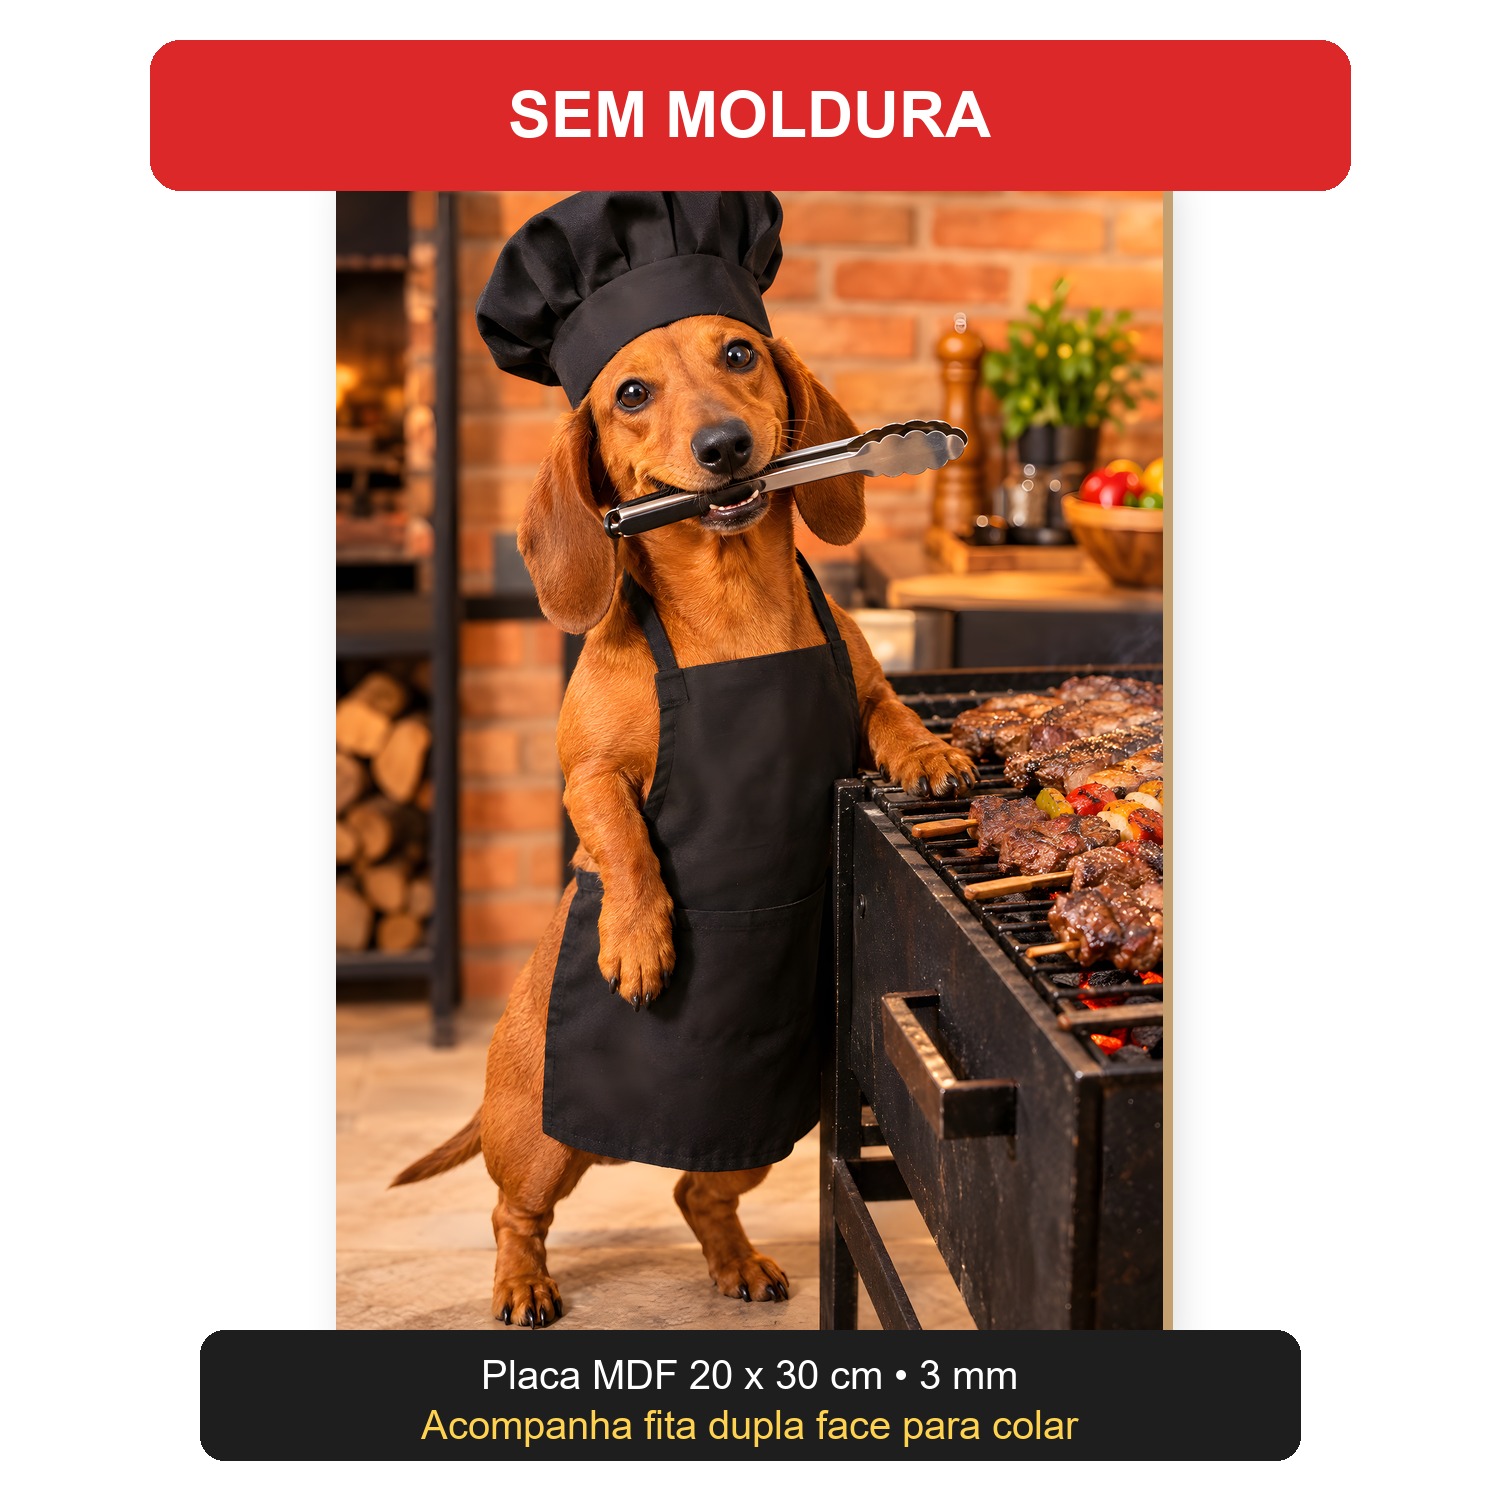 SEM MOLDURA
Placa MDF 20 x 30 cm • 3 mm
Acompanha fita dupla face para colar